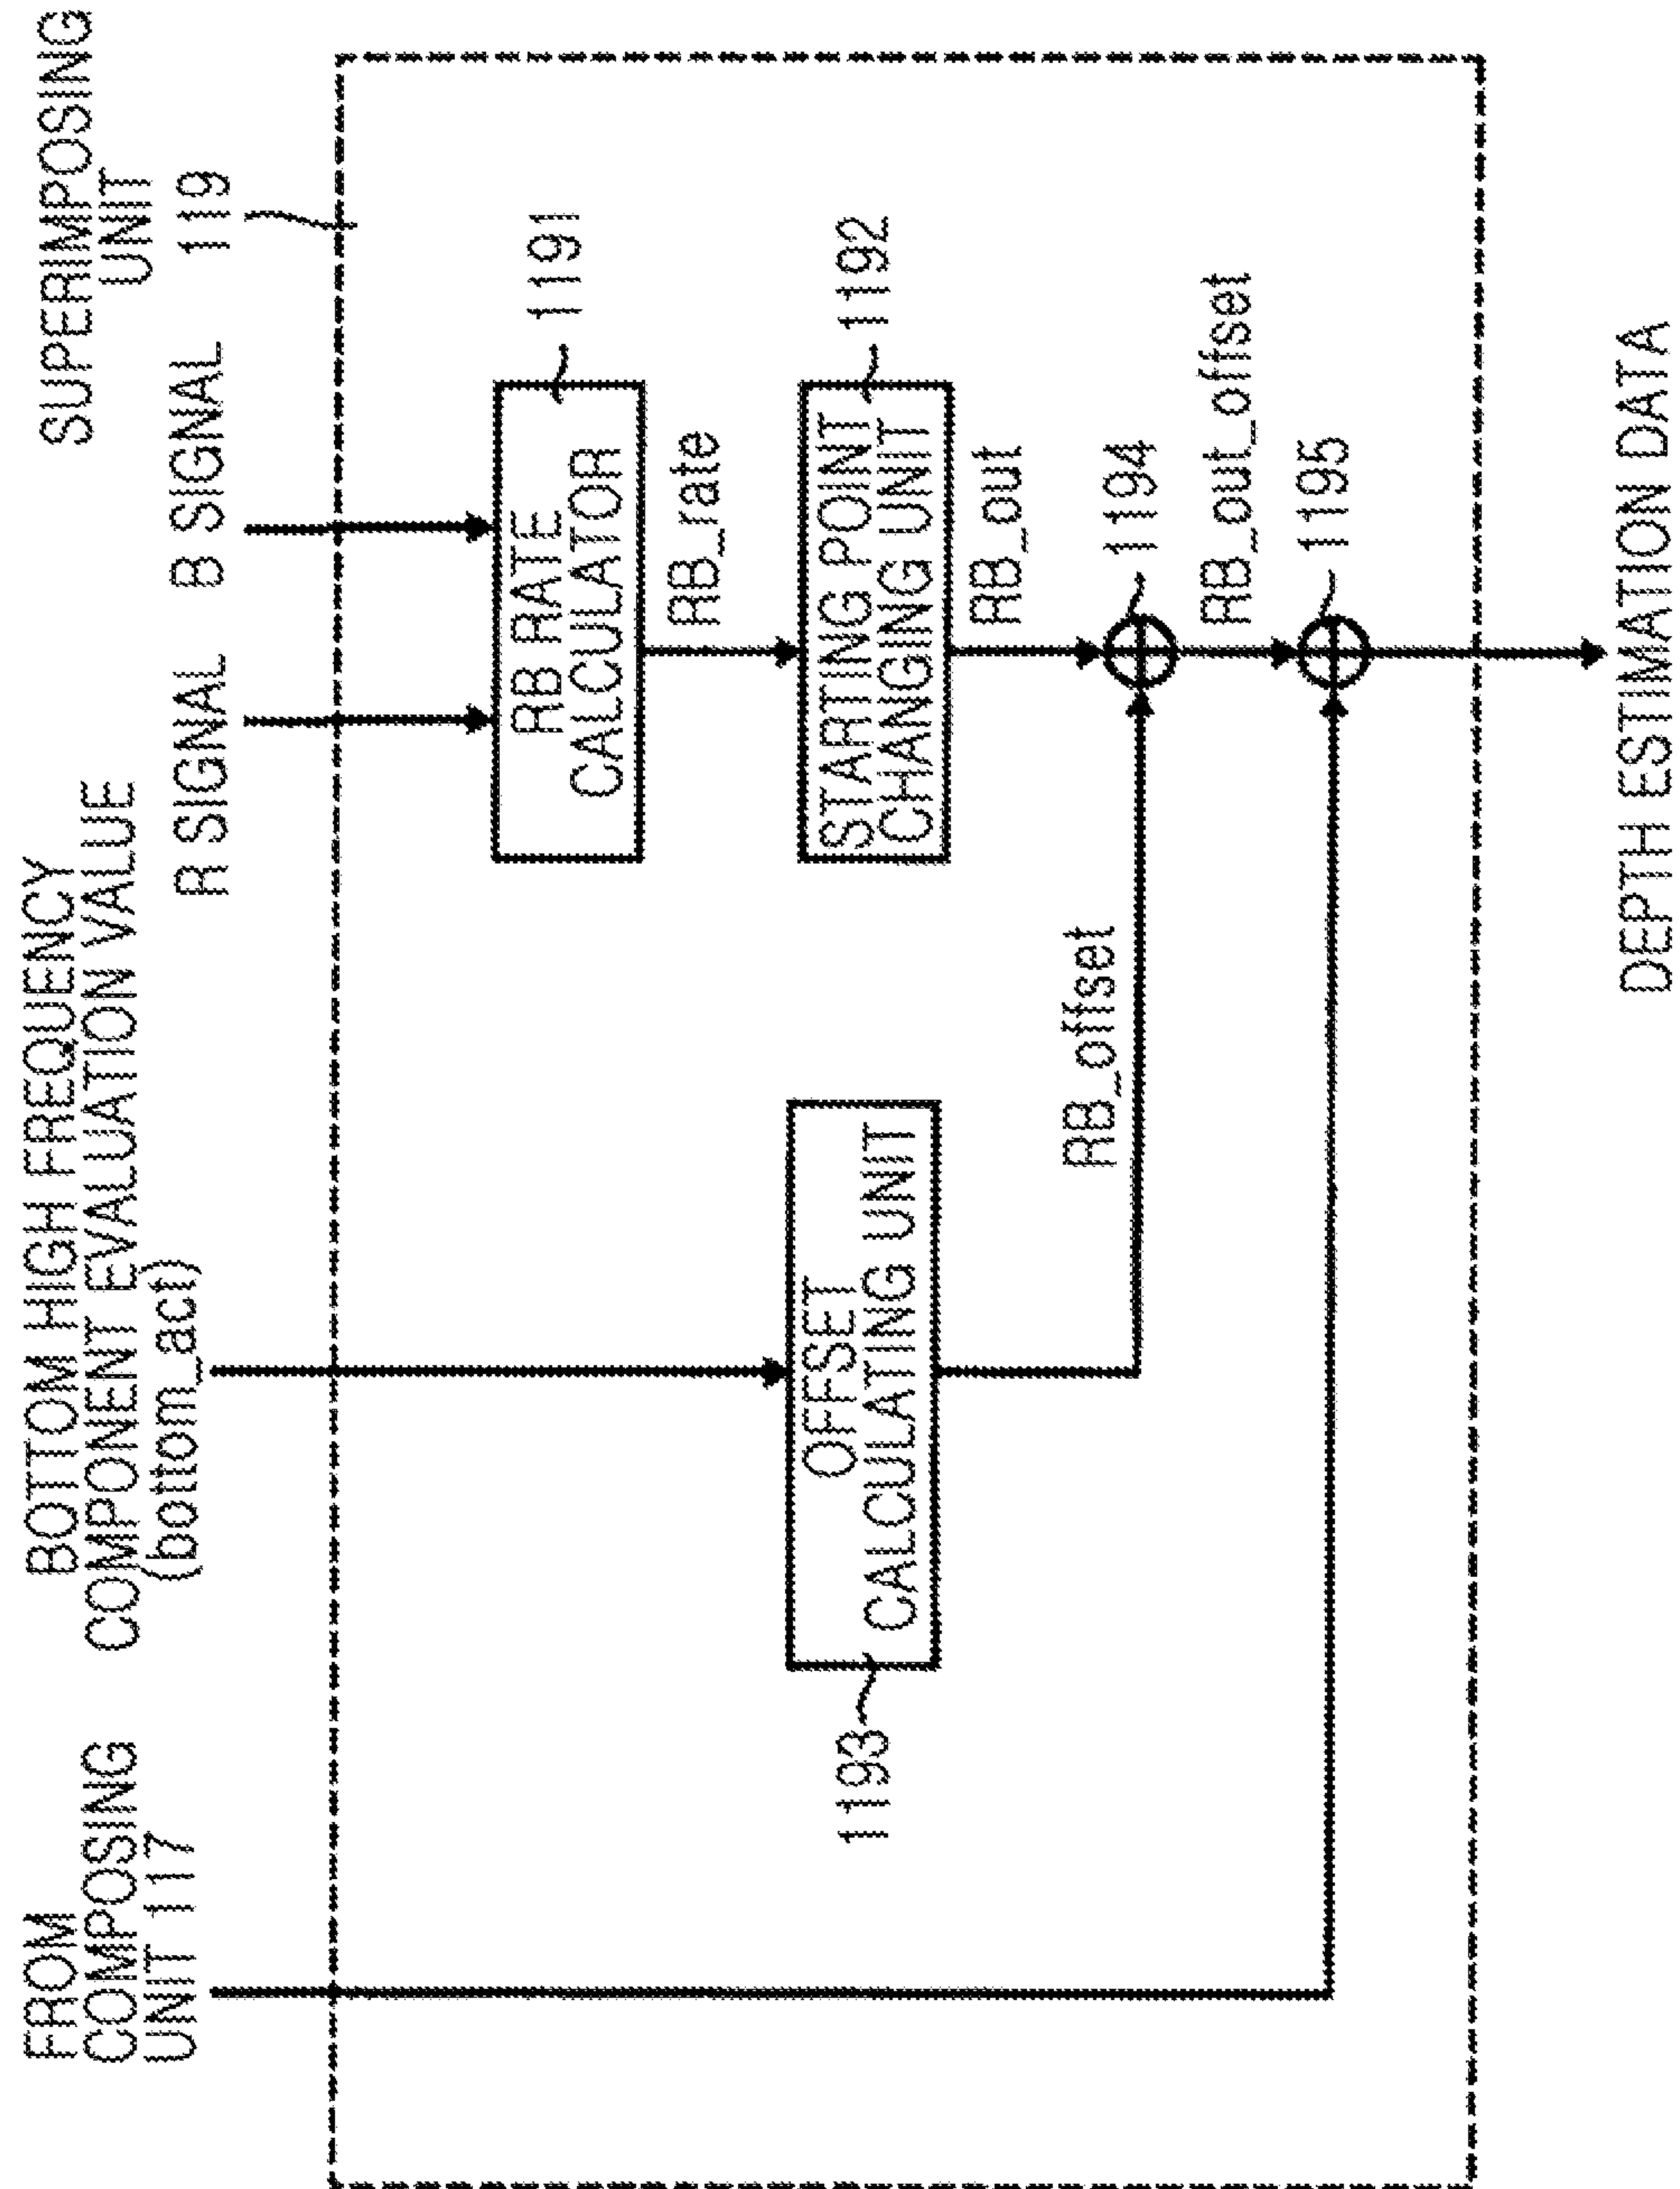 FROM
COMPOSING
UNIT 117
BOTTOM HIGH FREQUENCY
COMPONENT EVALUATION VALUE
(bottom_act)
R SIGNAL
B SIGNAL
SUPERIMPOSING
UNIT
119
RB RATE
CALCULATOR
1191
RB_rate
1193
OFFSET
CALCULATING UNIT
STARTING POINT
CHANGING UNIT
1192
RB_out
RB_offset
1194
RB_out_offset
1195
DEPTH ESTIMATION DATA